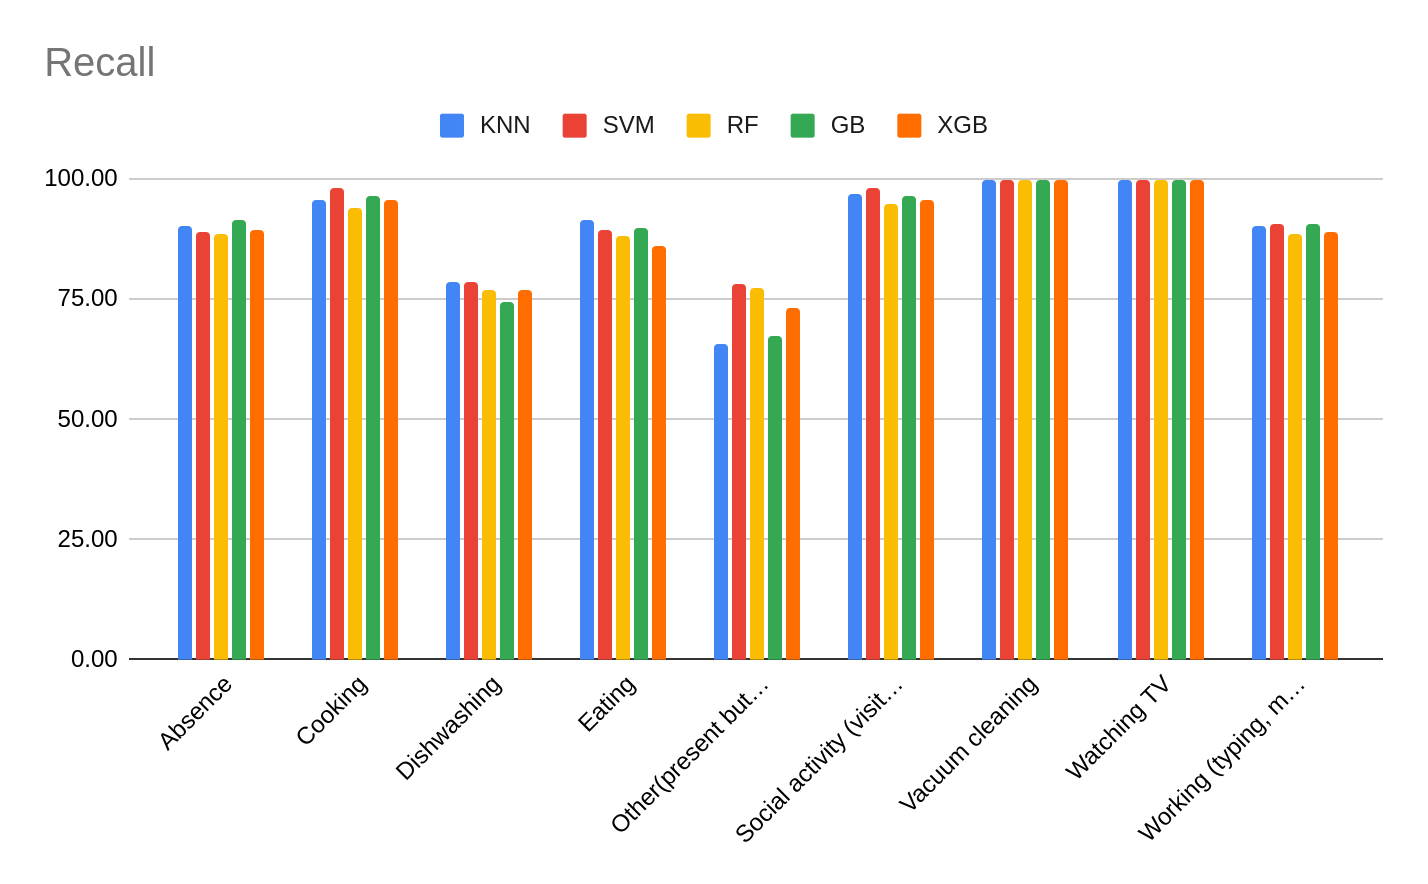 Recall
KNN SVM RF GB XGB
100.00
75.00
50.00
25.00
0.00
Absence
Cooking
Dishwashing
Eating
Other(present but…
Social activity (visit…
Vacuum cleaning
Watching TV
Working (typing, m…